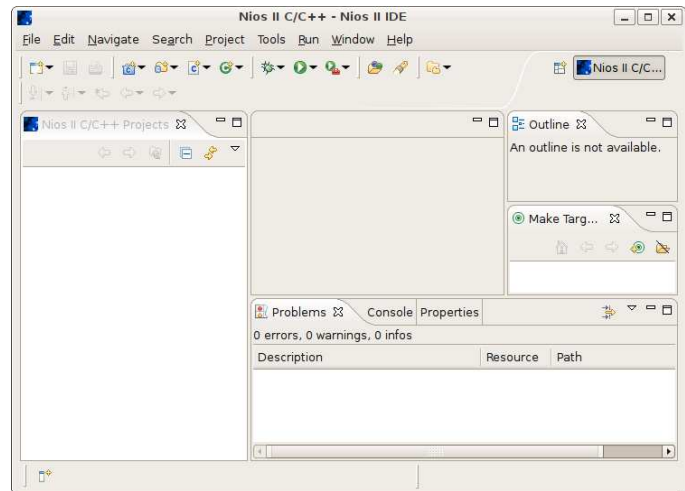 Nios II C/C++ - Nios II IDE
File Edit Navigate Search Project Tools Run Window Help
Nios II C/C...
Nios II C/C++ Projects
Outline
An outline is not available.
Make Targ...
Problems Console Properties
0 errors, 0 warnings, 0 infos
Description Resource Path